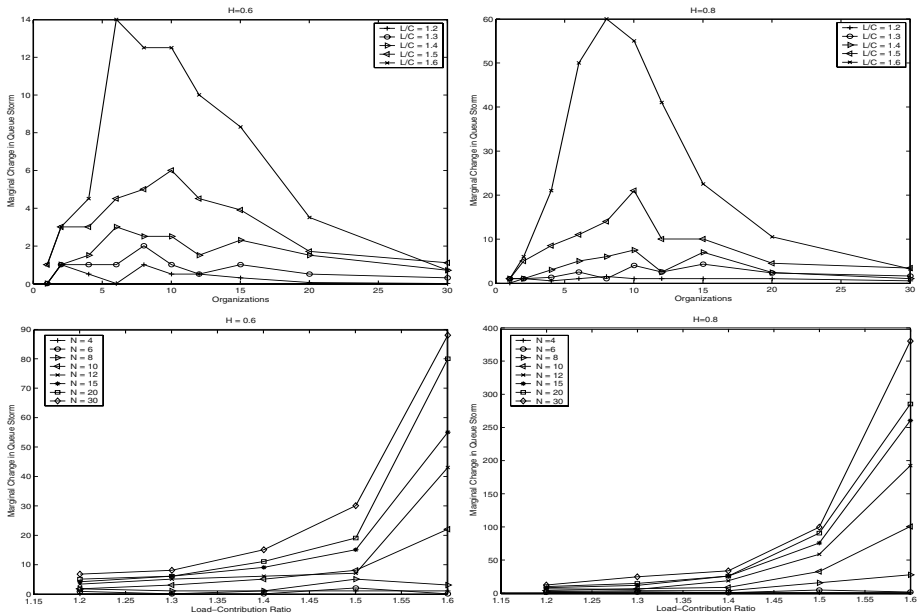 H=0.6
14
12
10
8
6
4
2
0
0
5
10
15
20
25
30
Marginal Change in Queue Storm
Organizations
L/C = 1.2
L/C = 1.3
L/C = 1.4
L/C = 1.5
L/C = 1.6
H=0.8
60
50
40
30
20
10
0
0
5
10
15
20
25
30
Marginal Change in Queue Storm
Organizations
L/C = 1.2
L/C = 1.3
L/C = 1.4
L/C = 1.5
L/C = 1.6
H = 0.6
90
80
70
60
50
40
30
20
10
0
1.15
1.2
1.25
1.3
1.35
1.4
1.45
1.5
1.55
1.6
Marginal Change in Queue Storm
Load−Contribution Ratio
N = 4
N = 6
N = 8
N = 10
N = 12
N = 15
N = 20
N = 30
H=0.8
400
350
300
250
200
150
100
50
0
1.15
1.2
1.25
1.3
1.35
1.4
1.45
1.5
1.55
1.6
Marginal Change in Queue Storm
Load−Contribution Ratio
N =4
N =6
N = 8
N = 10
N = 12
N = 15
N = 20
N = 30